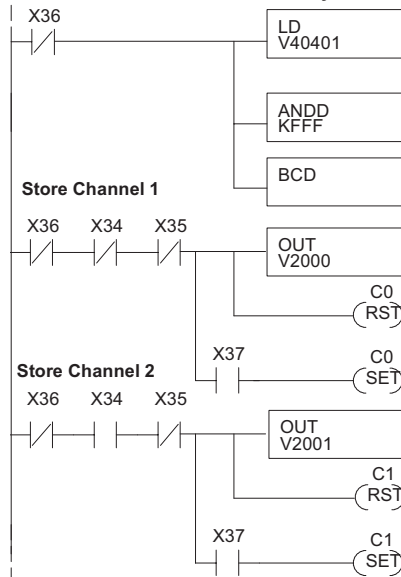 X36
LD
V40401
ANDD
KFFF
BCD
Store Channel 1
X36 X34 X35
OUT
V2000
C0
RST
X37 C0
SET
Store Channel 2
X36 X34 X35
OUT
V2001
C1
RST
X37 C1
SET